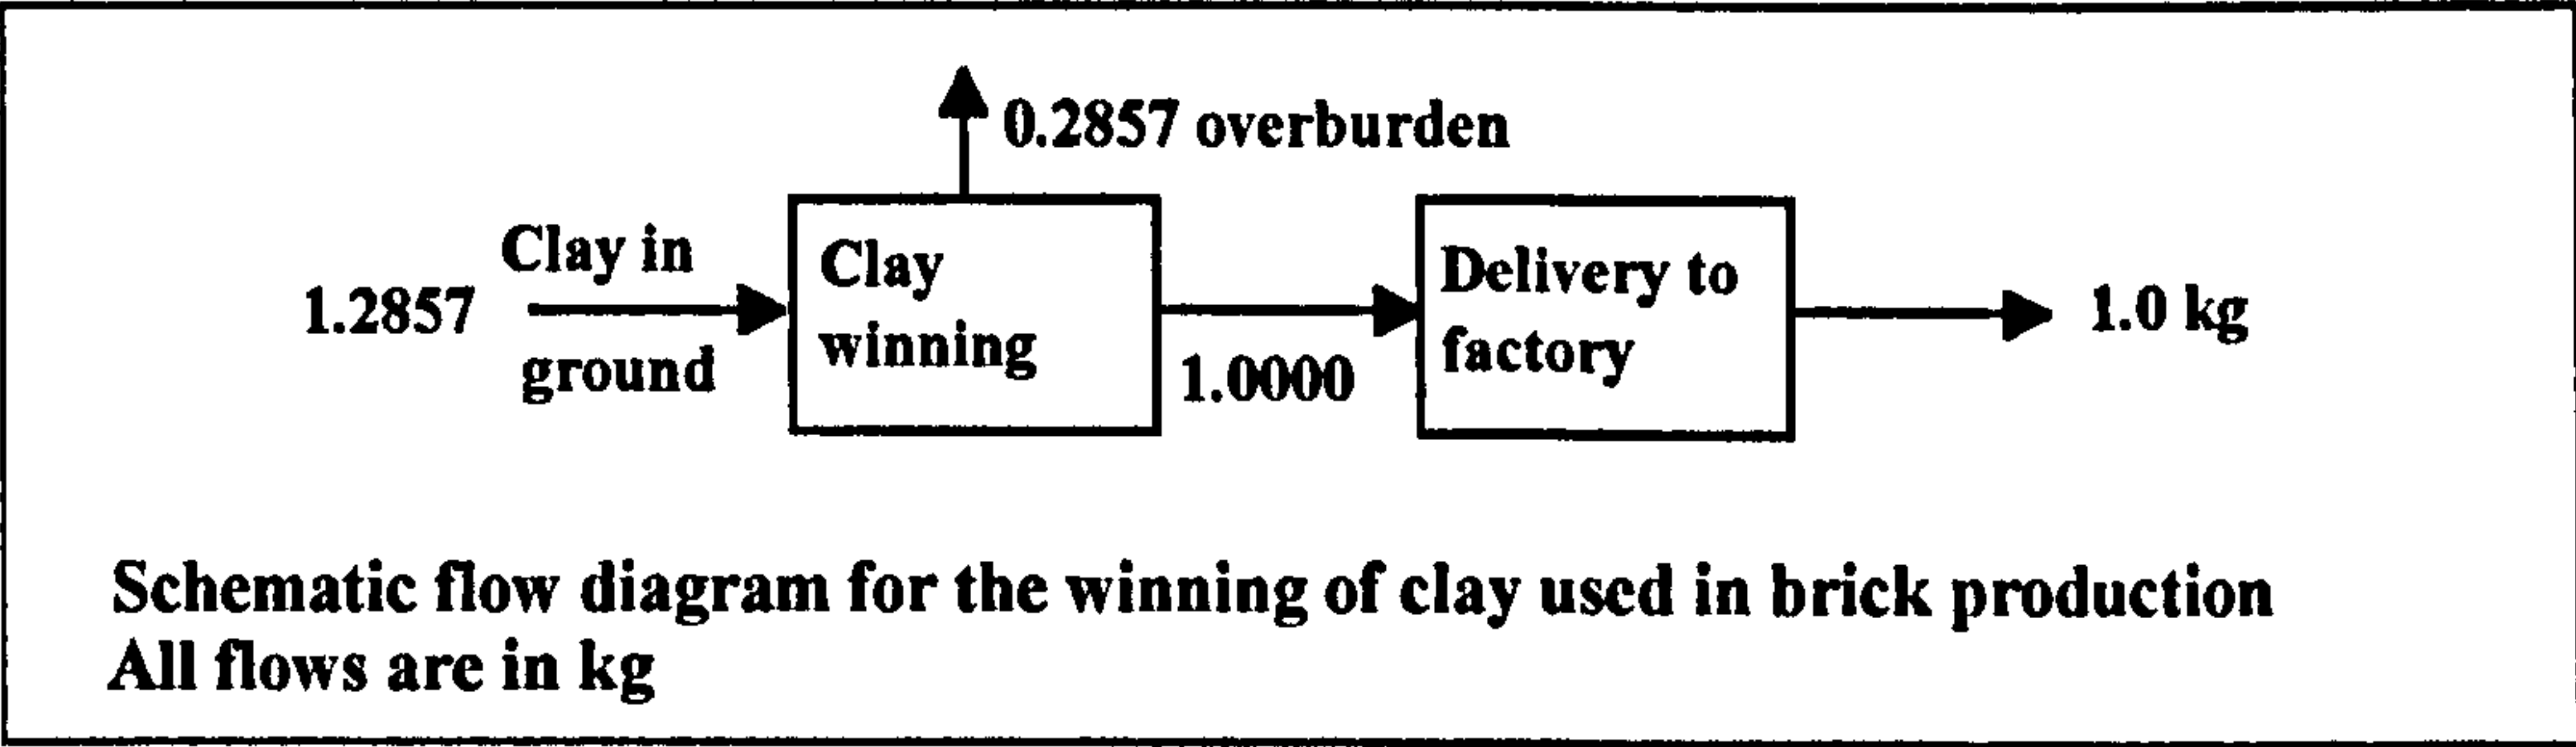 0.2857 overburden
Clay in
1.2857
ground
Clay
winning
1.0000
Delivery to
factory
1.0 kg
Schematic flow diagram for the winning of clay used in brick production
All flows are in kg